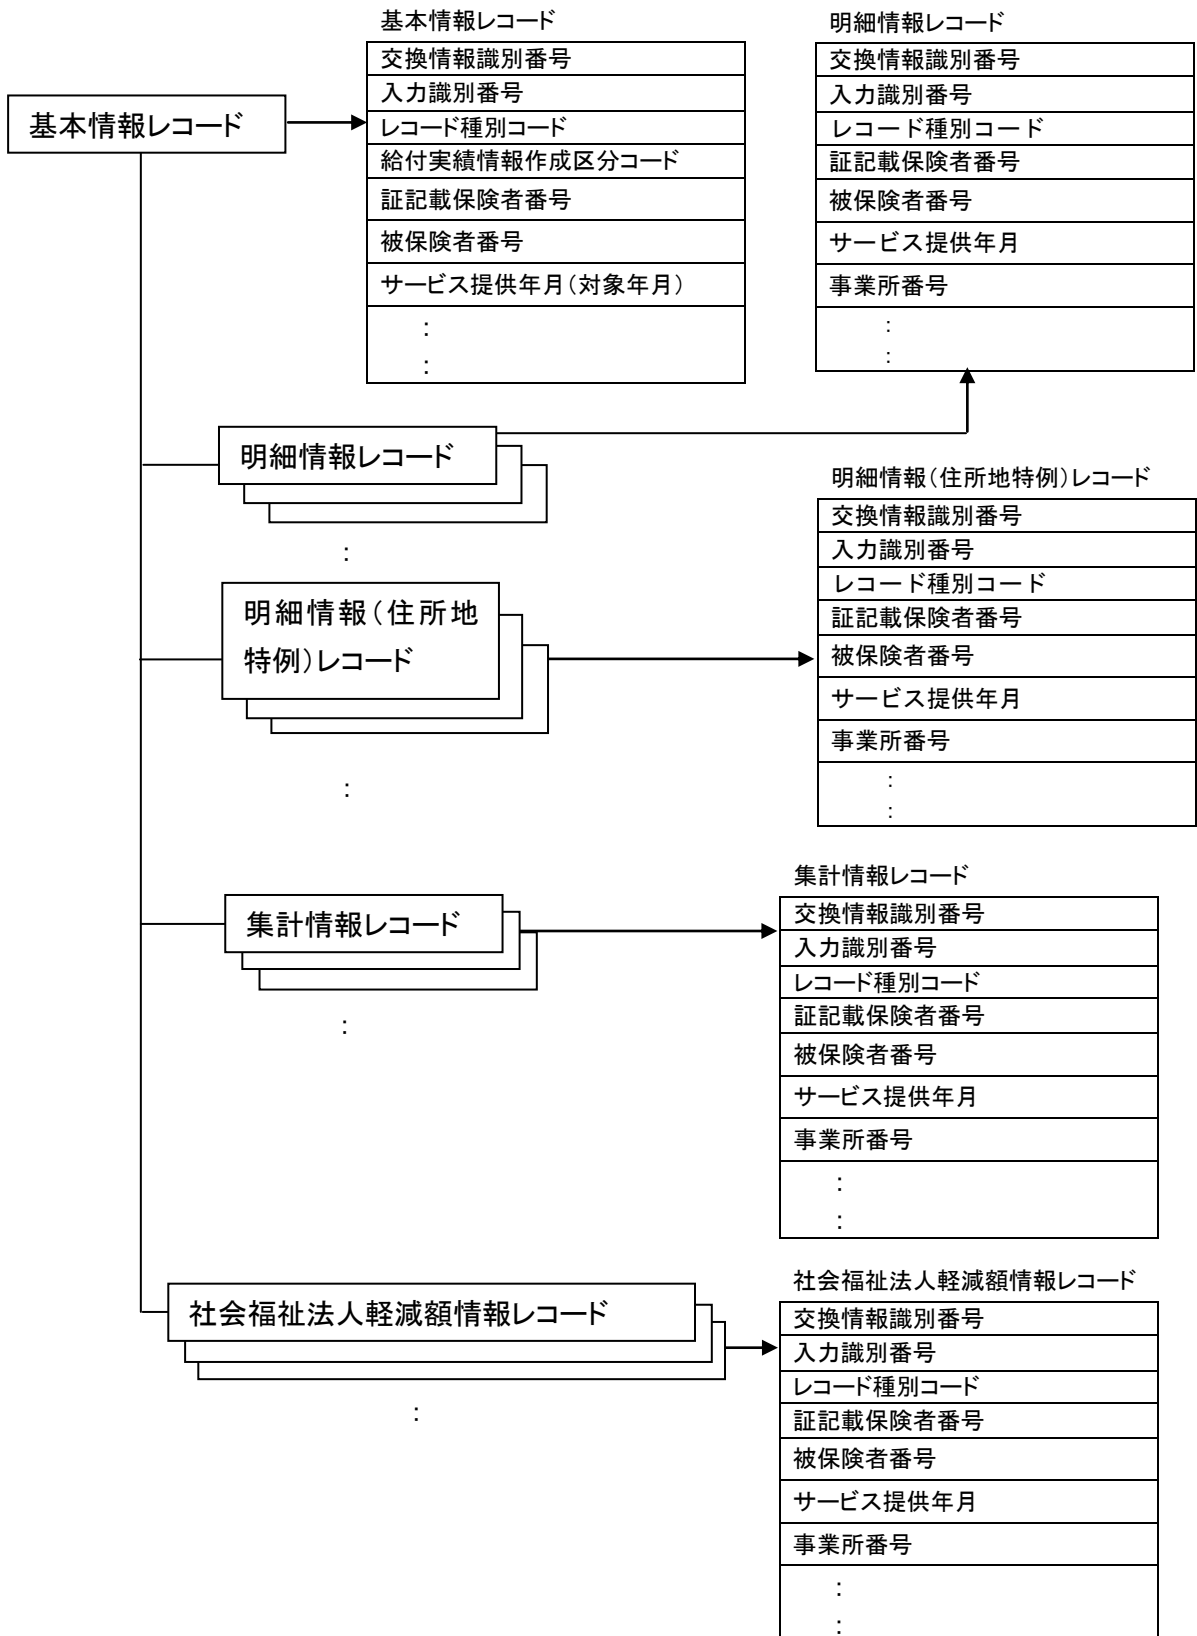 基本情報レコード
基本情報レコード
交換情報識別番号
入力識別番号
レコード種別コード
給付実績情報作成区分コード
証記載保険者番号
被保険者番号
サービス提供年月(対象年月)
:
:
明細情報レコード
交換情報識別番号
入力識別番号
レコード種別コード
証記載保険者番号
被保険者番号
サービス提供年月
事業所番号
:
:
明細情報レコード
:
明細情報(住所地
特例)レコード
:
明細情報(住所地特例)レコード
交換情報識別番号
入力識別番号
レコード種別コード
証記載保険者番号
被保険者番号
サービス提供年月
事業所番号
:
:
集計情報レコード
:
集計情報レコード
交換情報識別番号
入力識別番号
レコード種別コード
証記載保険者番号
被保険者番号
サービス提供年月
事業所番号
:
:
社会福祉法人軽減額情報レコード
:
社会福祉法人軽減額情報レコード
交換情報識別番号
入力識別番号
レコード種別コード
証記載保険者番号
被保険者番号
サービス提供年月
事業所番号
:
: